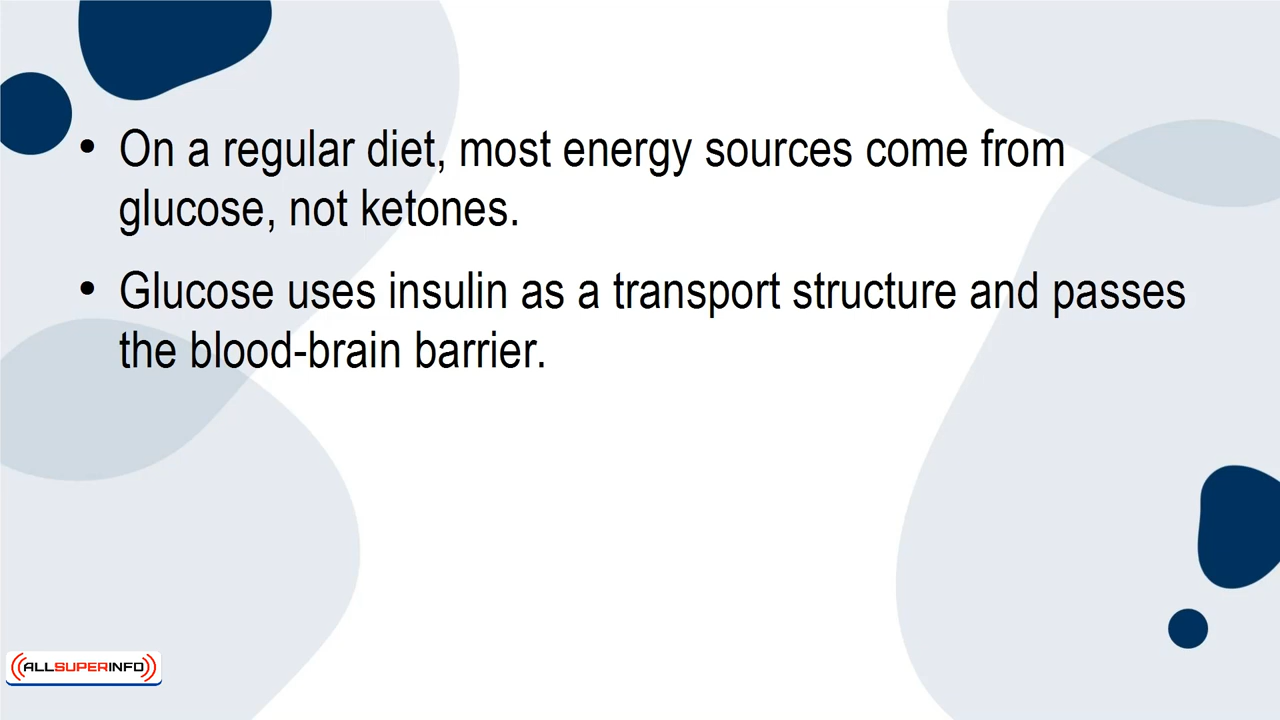 • On a regular diet, most energy sources come from
glucose, not ketones.
• Glucose uses insulin as a transport structure and passes
the blood-brain barrier.
ALLSUPERINFO